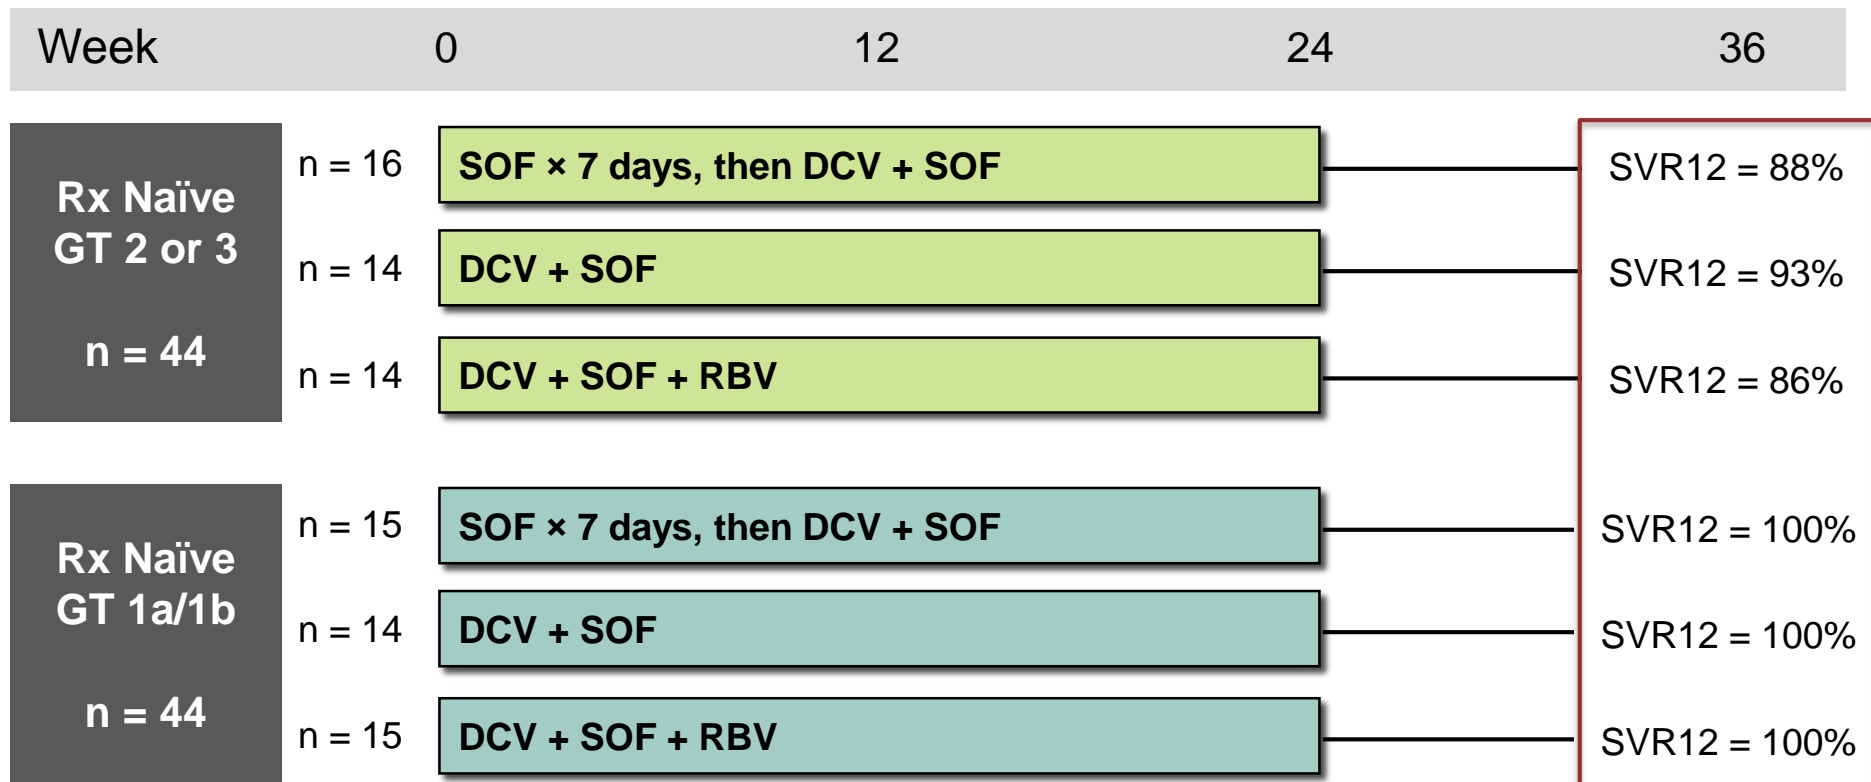 Week 0 12 24 36
Rx Naïve
GT 2 or 3
n = 44
n = 16 SOF × 7 days, then DCV + SOF SVR12 = 88%
n = 14 DCV + SOF SVR12 = 93%
n = 14 DCV + SOF + RBV SVR12 = 86%
Rx Naïve
GT 1a/1b
n = 44
n = 15 SOF × 7 days, then DCV + SOF SVR12 = 100%
n = 14 DCV + SOF SVR12 = 100%
n = 15 DCV + SOF + RBV SVR12 = 100%